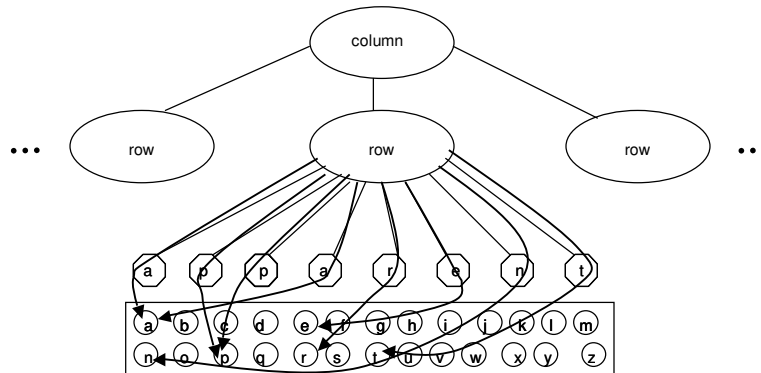 column
... row row row ..
a p p a r e n t
a b c d e f g h i j k l m
n o p q r s t u v w x y z